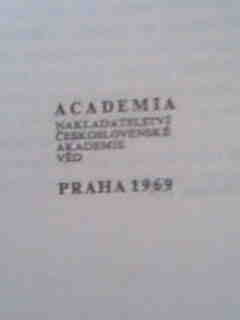 ACADEMIA
NAKLADATELSTVÍ
ČESKOSLOVENSKÉ
AKADEMIE
VĚD
PRAHA 1969